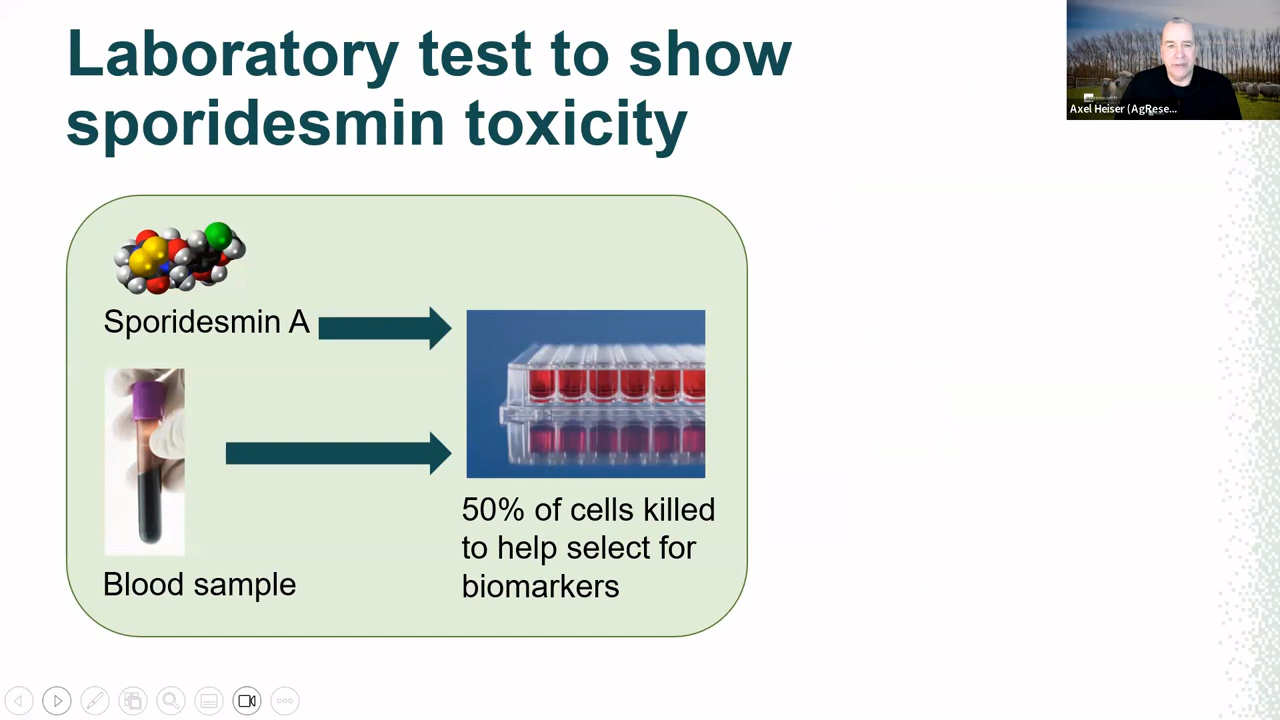 Laboratory test to show
sporidesmin toxicity
Axel Heiser (AgRese...
Sporidesmin A
Blood sample
50% of cells killed
to help select for
biomarkers